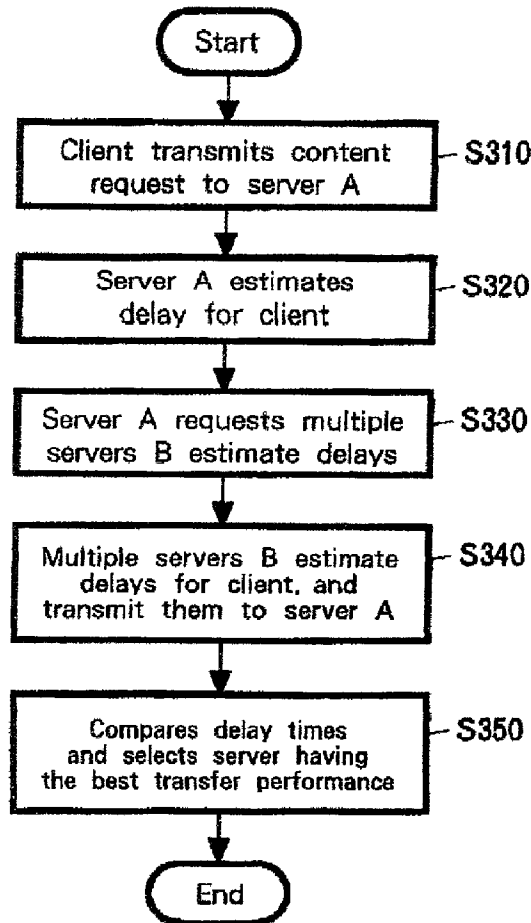 Start
Client transmits content
request to server A
S310
Server A estimates
delay for client
S320
Server A requests multiple
servers B estimate delays
S330
Multiple servers B estimate
delays for client, and
transmit them to server A
S340
Compares delay times
and selects server having
the best transfer performance
S350
End